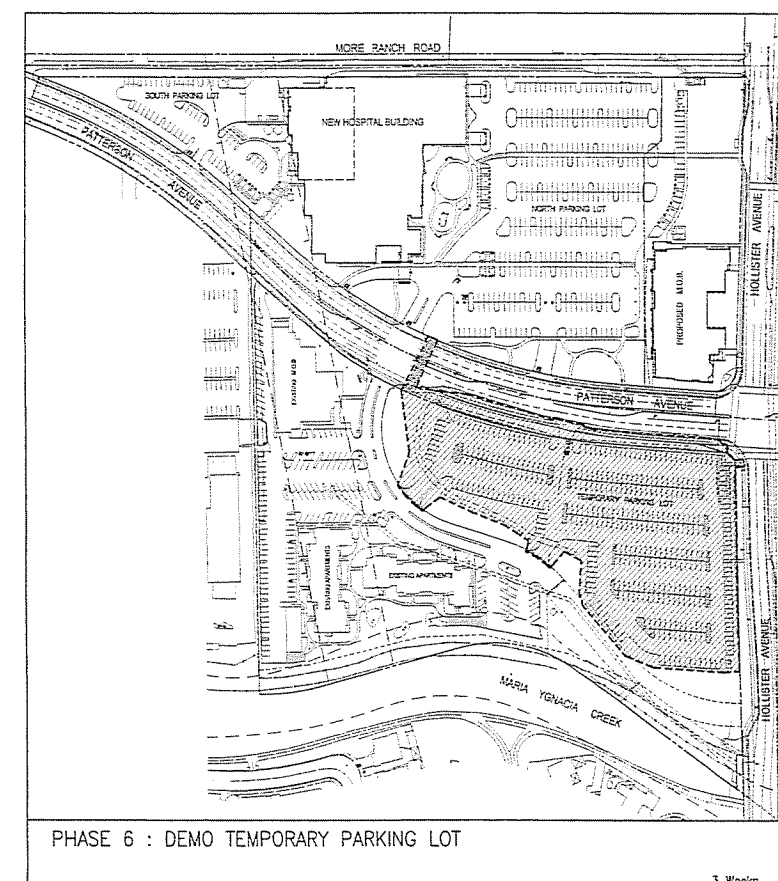 MORE RANCH ROAD
SOUTH PARKING LOT
NEW HOSPITAL BUILDING
PATTERSON
AVENUE
NORTH PARKING LOT
HOLLISTER AVENUE
PROPOSED M.O.B.
EXISTING M.O.B
PATTERSON AVENUE
TEMPORARY PARKING LOT
EXISTING APARTMENTS
EXISTING APARTMENTS
HOLLISTER AVENUE
MARIA YGNACIA CREEK
PHASE 6 : DEMO TEMPORARY PARKING LOT
3 Weeks